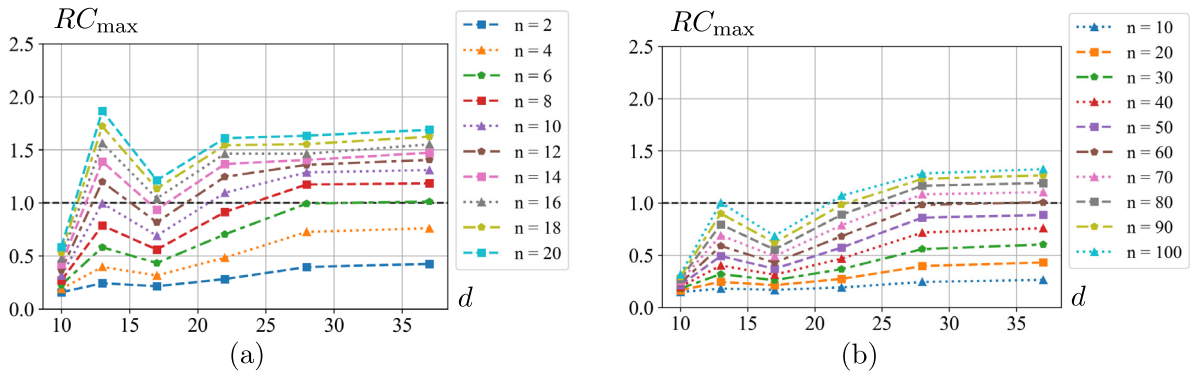 RCmax
2.5
2.0
1.5
1.0
0.5
0.0
10 15 20 25 30 35
d
n = 2
n = 4
n = 6
n = 8
n = 10
n = 12
n = 14
n = 16
n = 18
n = 20
(a)
RCmax
2.5
2.0
1.5
1.0
0.5
0.0
10 15 20 25 30 35
d
n = 10
n = 20
n = 30
n = 40
n = 50
n = 60
n = 70
n = 80
n = 90
n = 100
(b)